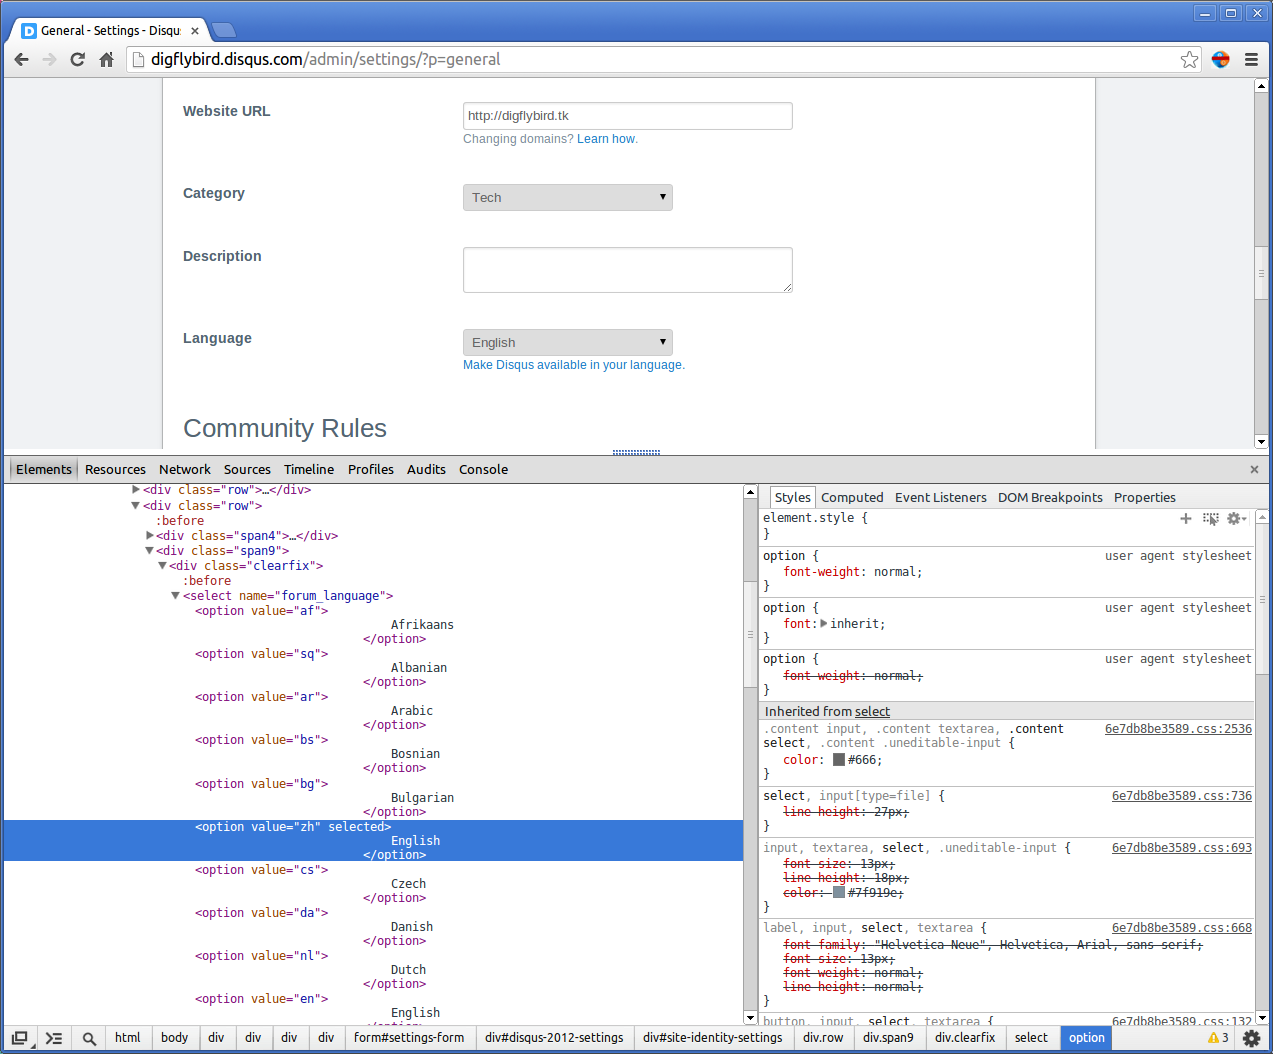 General - Settings - Disqu
digflybird.disqus.com/admin/settings/?p=general
Website URL
http://digflybird.tk
Changing domains? Learn how.
Category
Tech
Description
Language
English
Make Disqus available in your language.
Community Rules
Elements Resources Network Sources Timeline Profiles Audits Console
<div class="row">…</div>
<div class="row">
:before
<div class="span4">…</div>
<div class="span9">
<div class="clearfix">
:before
<select name="forum_language">
<option value="af">
Afrikaans
</option>
<option value="sq">
Albanian
</option>
<option value="ar">
Arabic
</option>
<option value="bs">
Bosnian
</option>
<option value="bg">
Bulgarian
</option>
<option value="zh" selected>
English
</option>
<option value="cs">
Czech
</option>
<option value="da">
Danish
</option>
<option value="nl">
Dutch
</option>
<option value="en">
English
</option>
Styles Computed Event Listeners DOM Breakpoints Properties
element.style {
}
option { user agent stylesheet
font-weight: normal;
}
option { user agent stylesheet
font: inherit;
}
option { user agent stylesheet
font-weight: normal;
}
Inherited from select
.content input, .content textarea, .content 6e7db8be3589.css:2536
select, .content .uneditable-input {
color: #666;
}
select, input[type=file] { 6e7db8be3589.css:736
line-height: 27px;
}
input, textarea, select, .uneditable-input { 6e7db8be3589.css:693
font-size: 13px;
line-height: 18px;
color: #7f919e;
}
label, input, select, textarea { 6e7db8be3589.css:668
font-family: "Helvetica Neue", Helvetica, Arial, sans-serif;
font-size: 13px;
font-weight: normal;
line-height: normal;
}
button, input, select, textarea { 6e7db8be3589.css:132
html body div div div div form#settings-form div#disqus-2012-settings div#site-identity-settings div.row div.span9 div.clearfix select option 3